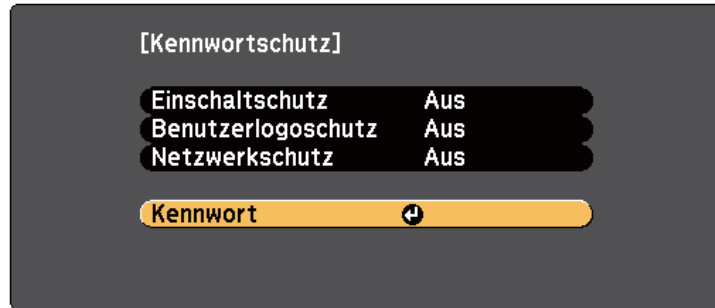 [Kennwortschutz]
Einschaltschutz Aus
Benutzerlogoschutz Aus
Netzwerkschutz Aus
Kennwort